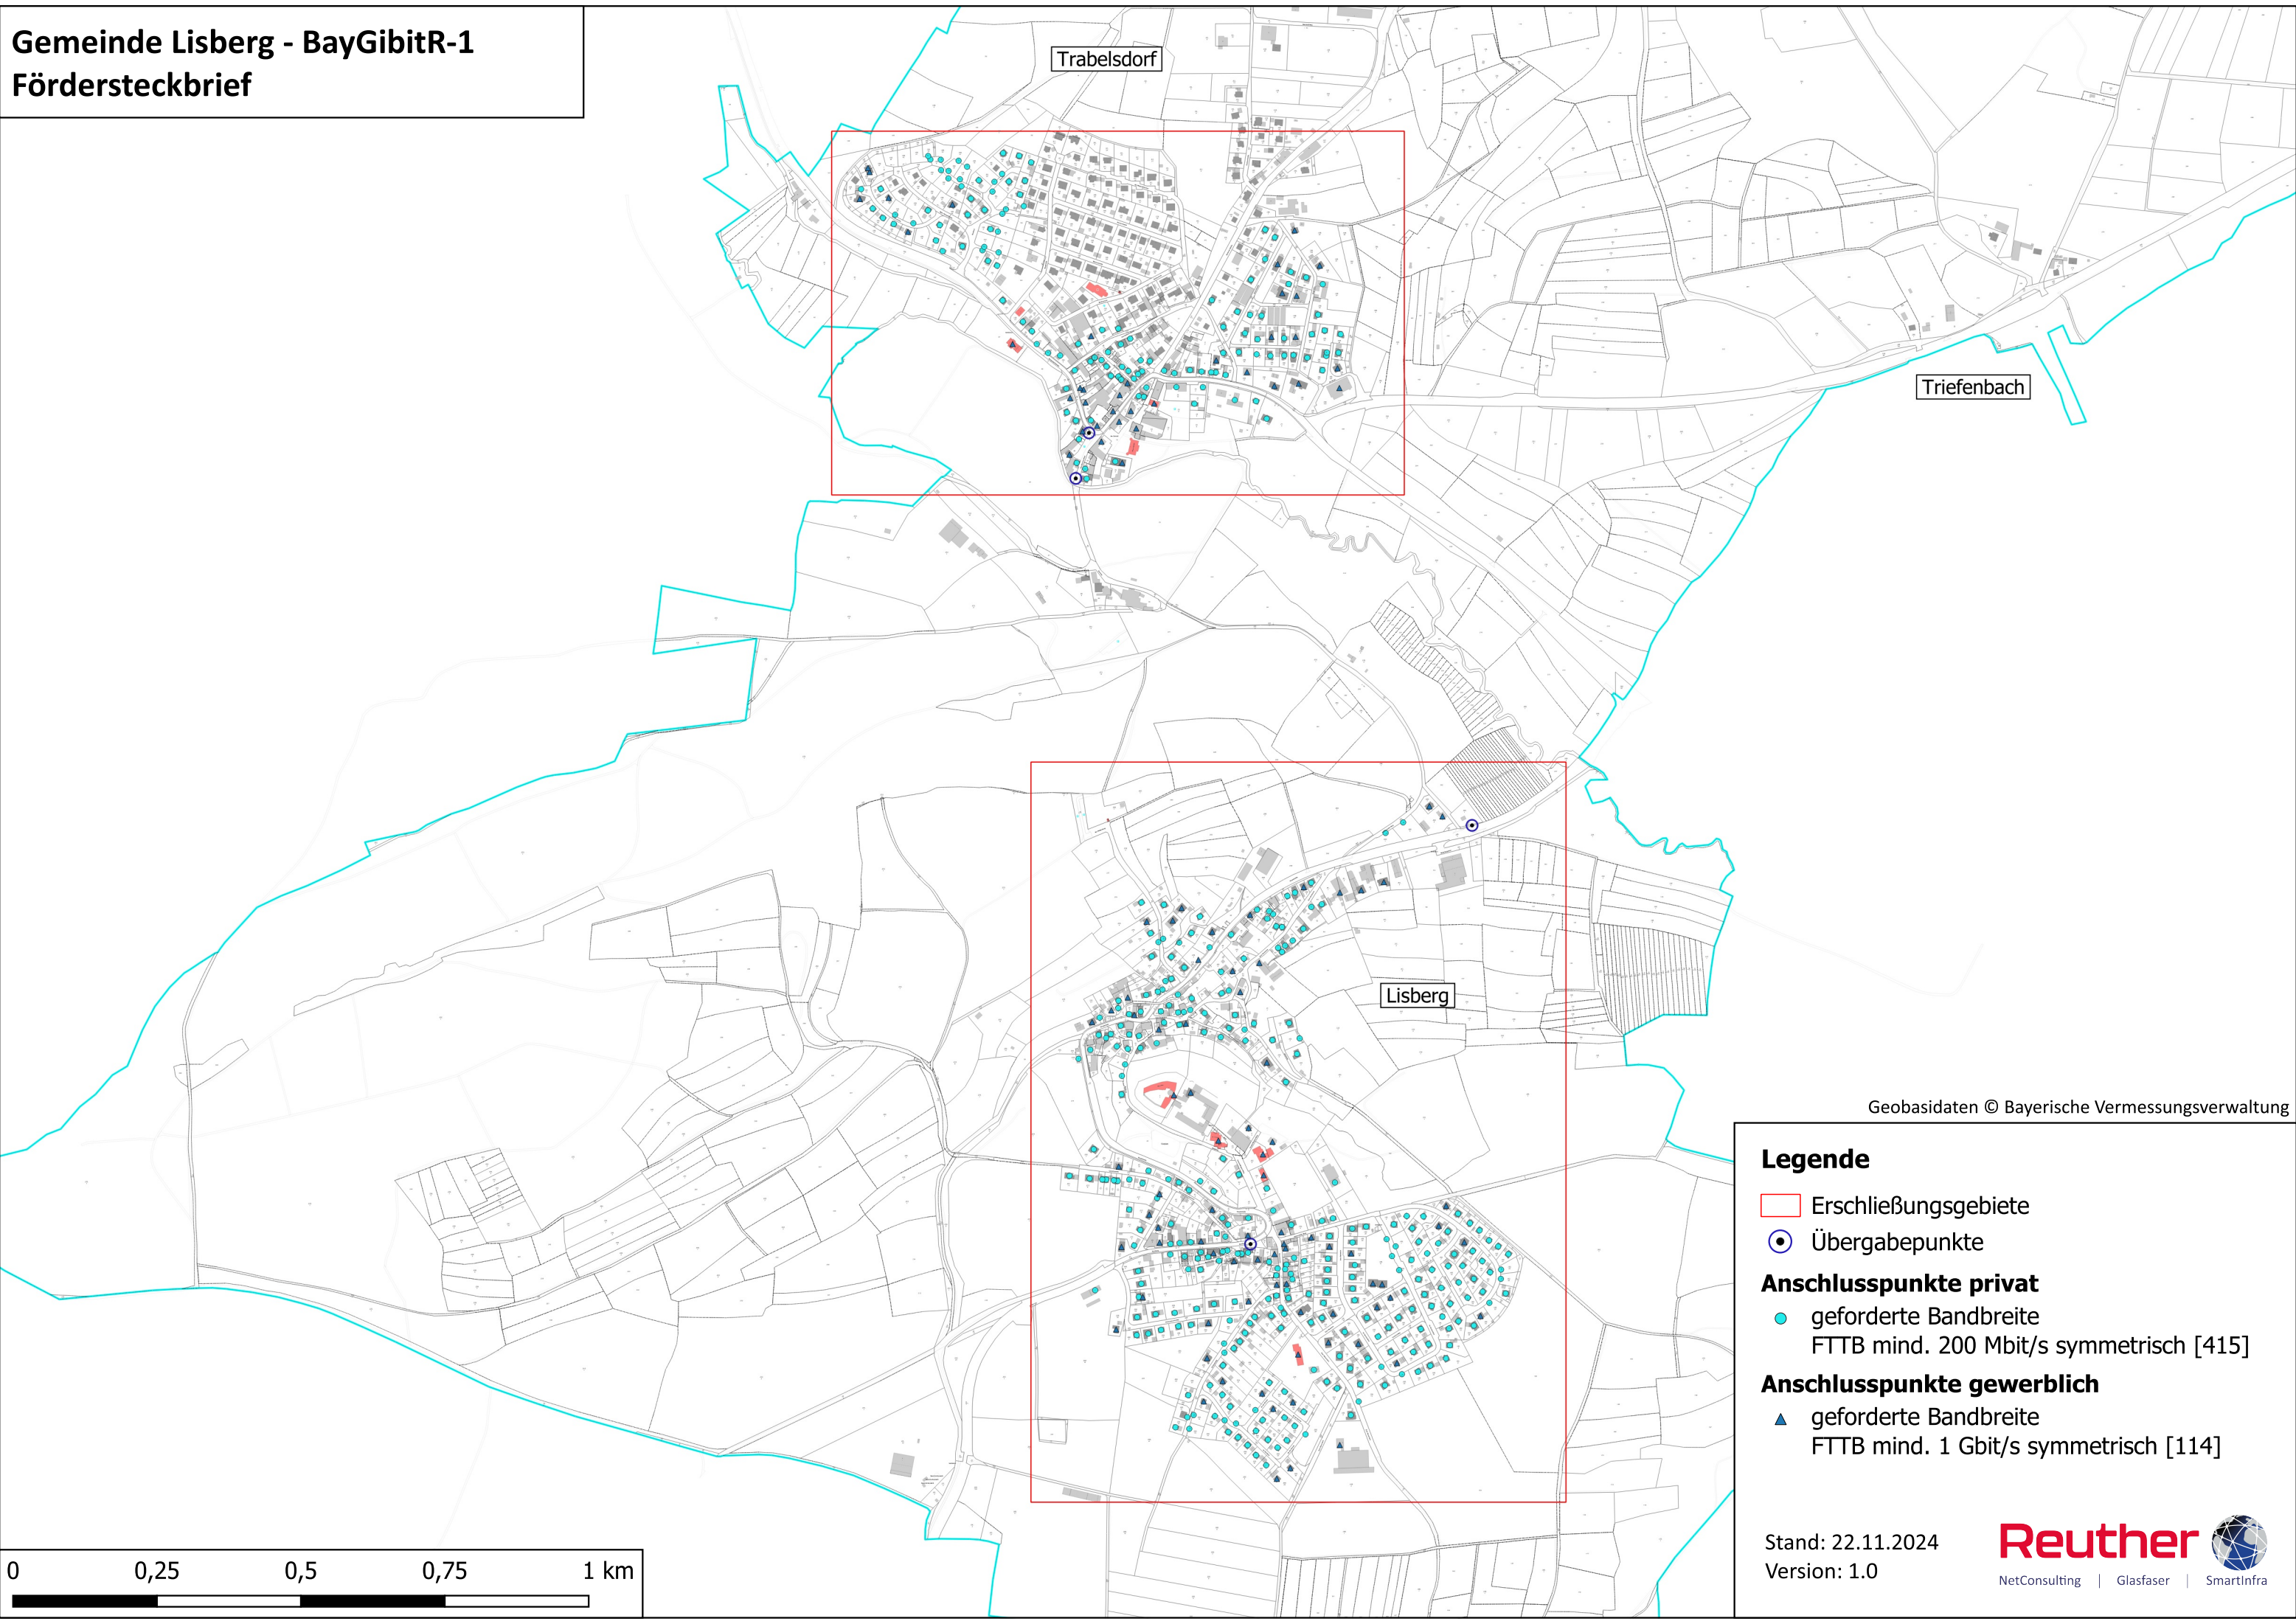 Gemeinde Lisberg - BayGibitR-1
Fördersteckbrief
Trabelsdorf
Triefenbach
Lisberg
Geobasidaten © Bayerische Vermessungsverwaltung
Legende
Erschließungsgebiete
Übergabepunkte
Anschlusspunkte privat
geforderte Bandbreite
FTTB mind. 200 Mbit/s symmetrisch [415]
Anschlusspunkte gewerblich
geforderte Bandbreite
FTTB mind. 1 Gbit/s symmetrisch [114]
Stand: 22.11.2024
Version: 1.0
Reuther
NetConsulting | Glasfaser | SmartInfra
0 0,25 0,5 0,75 1 km